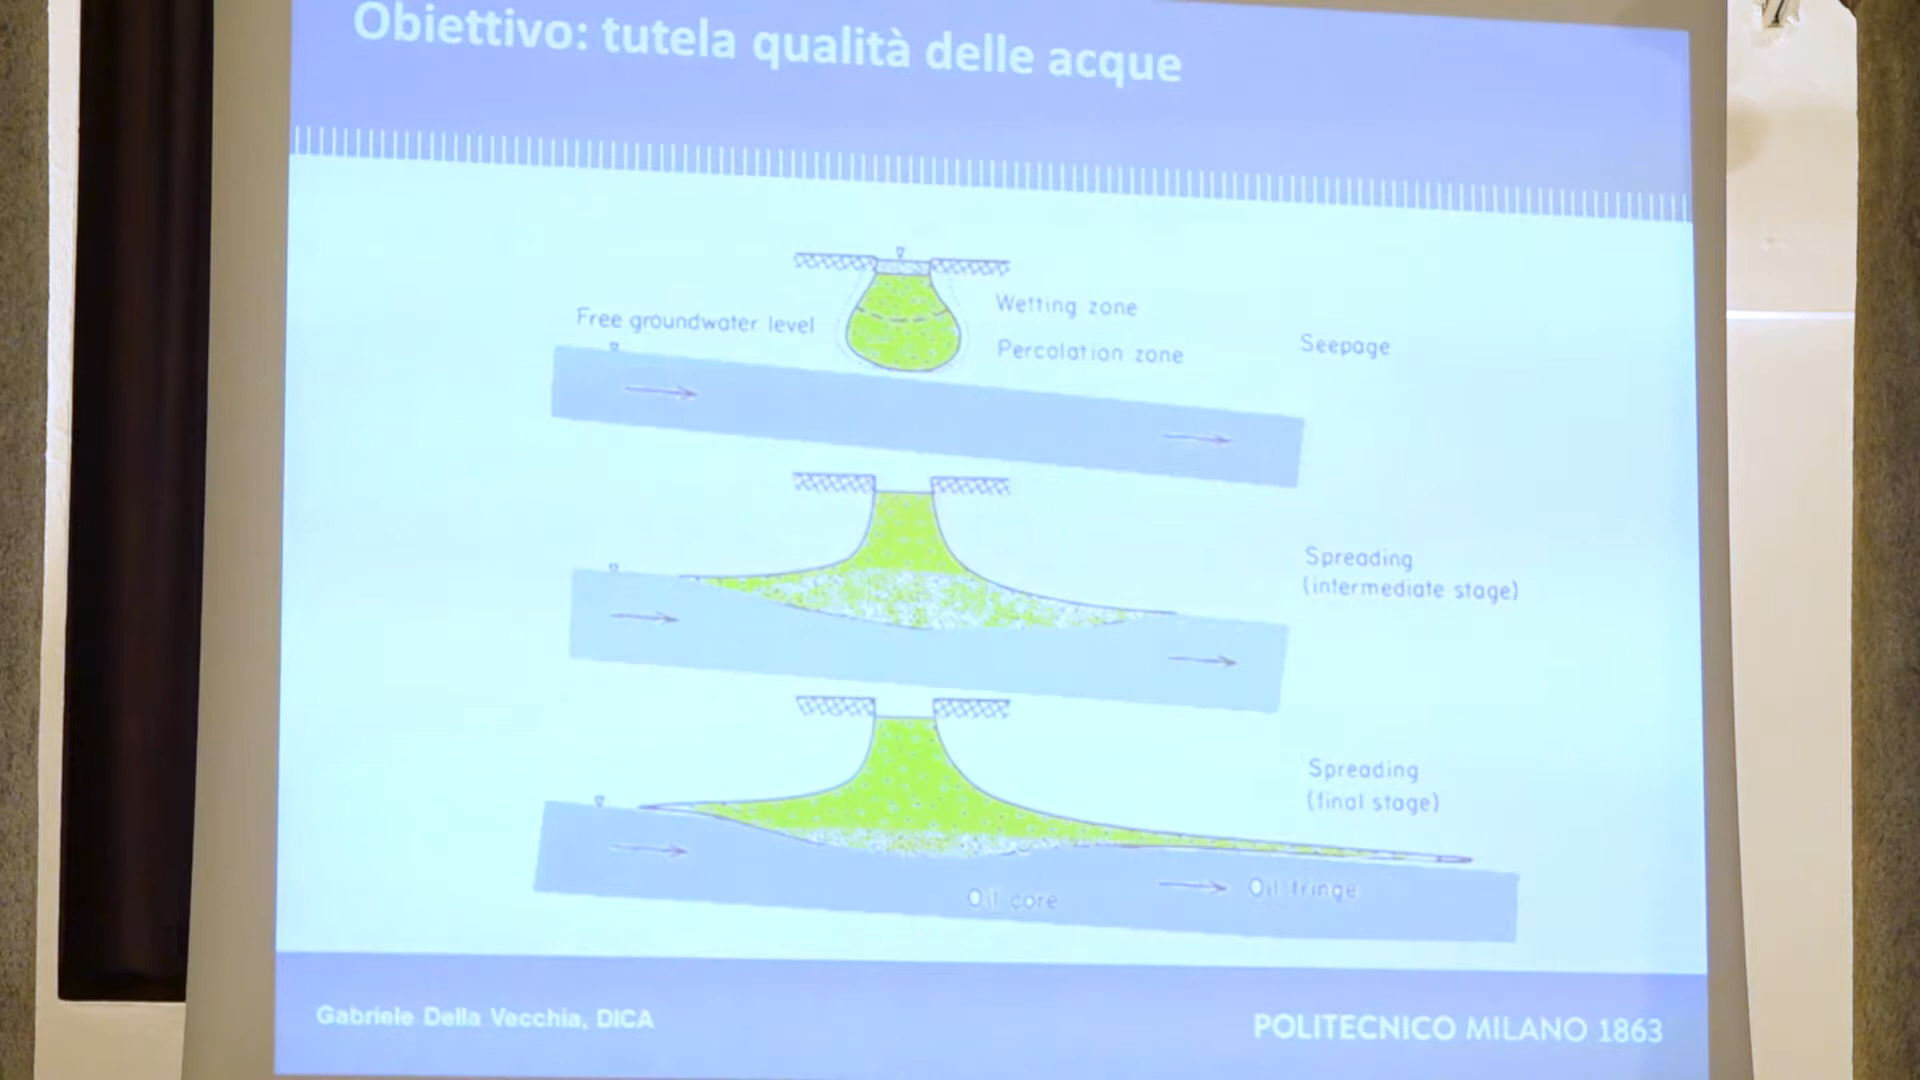 Obiettivo: tutela qualità delle acque
Free groundwater level
Wetting zone
Percolation zone
Seepage
Spreading
(intermediate stage)
Spreading
(final stage)
Oil core
Oil fringe
Gabriele Della Vecchia, DICA
POLITECNICO MILANO 1863